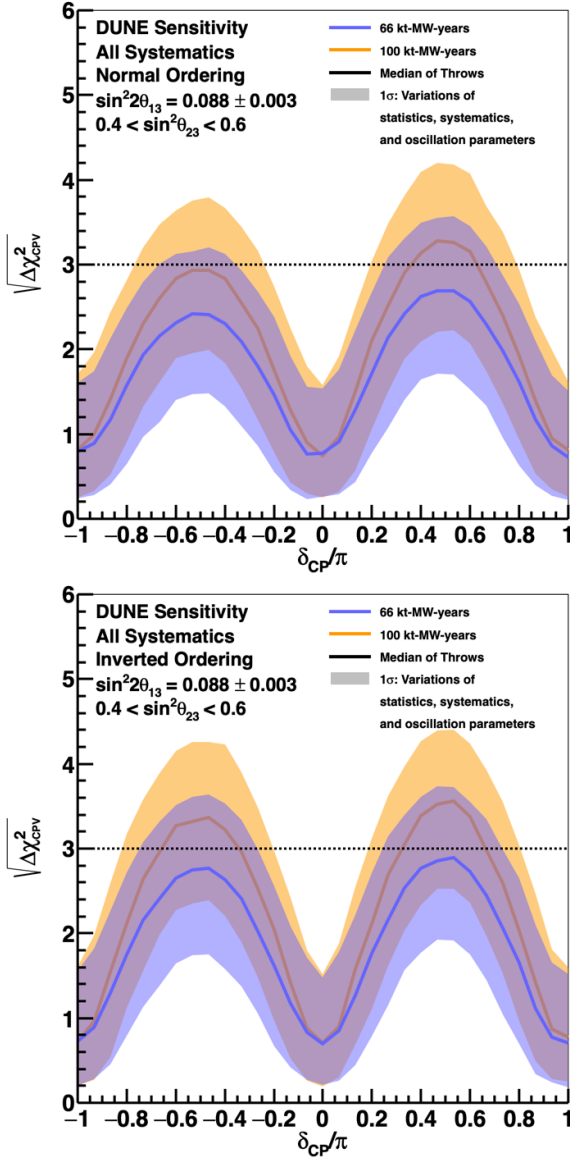 6
DUNE Sensitivity
All Systematics
Normal Ordering
sin²2θ₁₃ = 0.088 ± 0.003
0.4 < sin²θ₂₃ < 0.6
66 kt-MW-years
100 kt-MW-years
Median of Throws
1σ: Variations of
statistics, systematics,
and oscillation parameters
5
4
3
2
1
0
√Δχ²CPV
−1 −0.8 −0.6 −0.4 −0.2 0 0.2 0.4 0.6 0.8 1
δCP/π
6
DUNE Sensitivity
All Systematics
Inverted Ordering
sin²2θ₁₃ = 0.088 ± 0.003
0.4 < sin²θ₂₃ < 0.6
66 kt-MW-years
100 kt-MW-years
Median of Throws
1σ: Variations of
statistics, systematics,
and oscillation parameters
5
4
3
2
1
0
√Δχ²CPV
−1 −0.8 −0.6 −0.4 −0.2 0 0.2 0.4 0.6 0.8 1
δCP/π